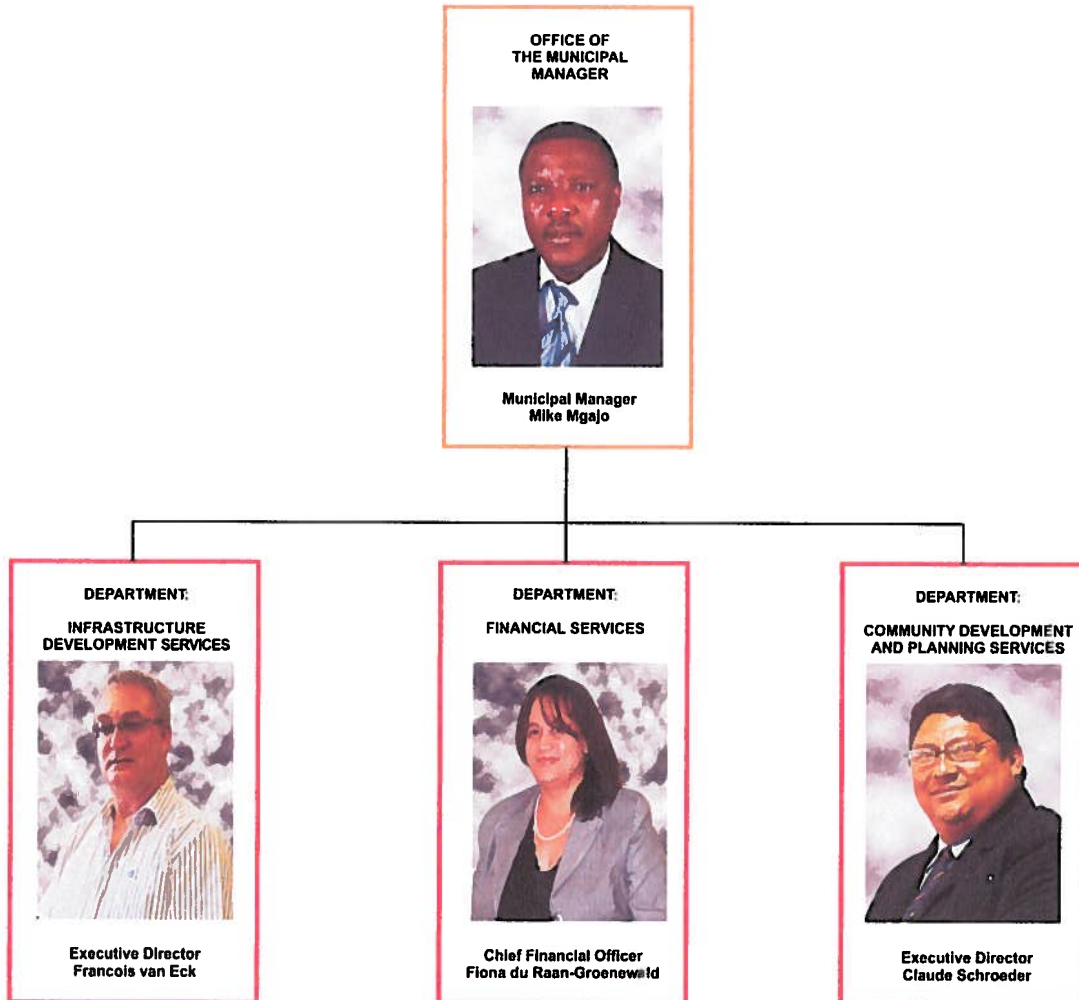 OFFICE OF
THE MUNICIPAL
MANAGER
Municipal Manager
Mike Mgajo
DEPARTMENT:
INFRASTRUCTURE
DEVELOPMENT SERVICES
Executive Director
Francois van Eck
DEPARTMENT:
FINANCIAL SERVICES
Chief Financial Officer
Fiona du Raan-Groenewald
DEPARTMENT:
COMMUNITY DEVELOPMENT
AND PLANNING SERVICES
Executive Director
Claude Schroeder